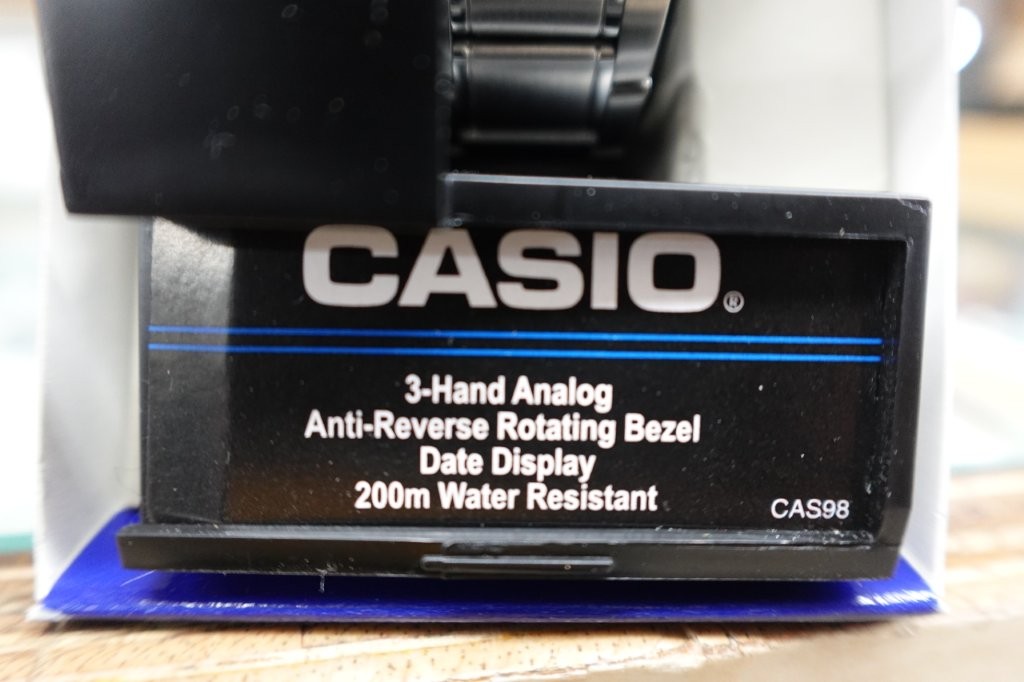 CASIO®
3-Hand Analog
Anti-Reverse Rotating Bezel
Date Display
200m Water Resistant
CAS98